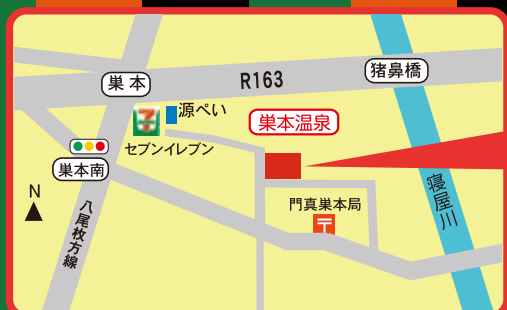 猪鼻橋
巣本
R163
源ぺい
巣本温泉
セブンイレブン
巣本南
N
門真巣本局
寝屋川
八尾枚方線